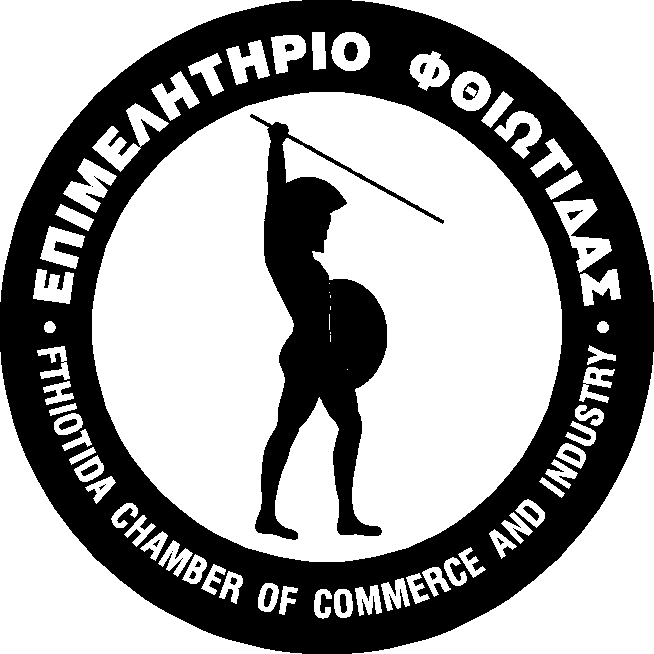 ΕΠΙΜΕΛΗΤΗΡΙΟ ΦΘΙΩΤΙΔΑΣ
• FTHIOTIDA CHAMBER OF COMMERCE AND INDUSTRY •